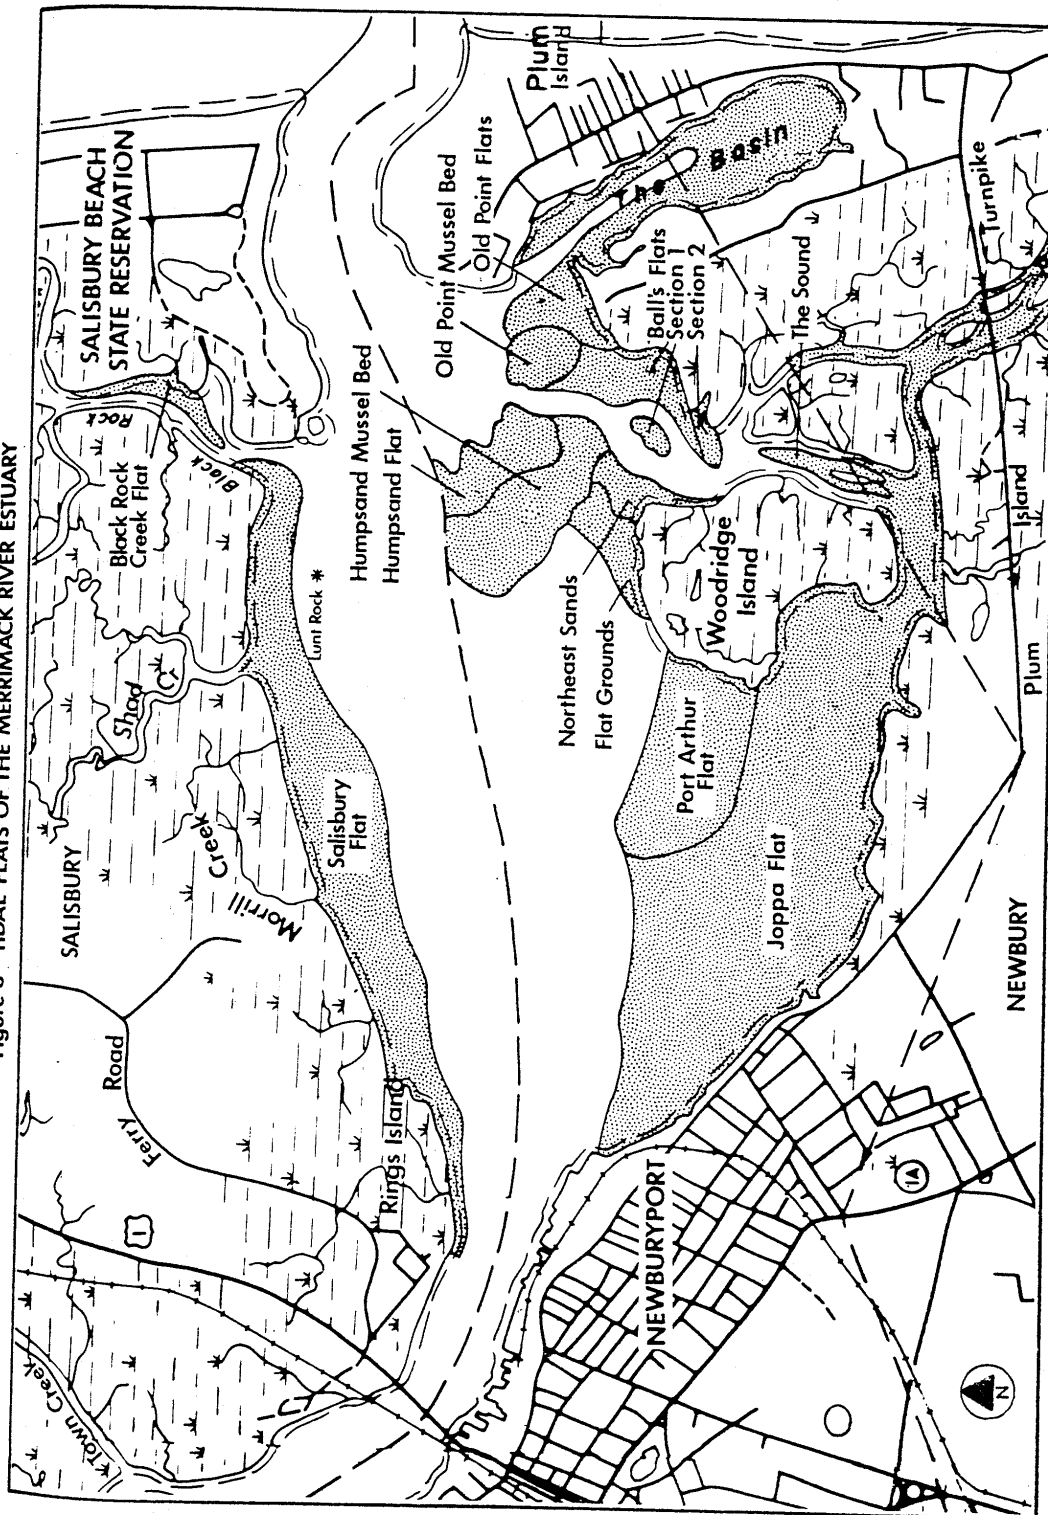 Figure 8 TIDAL FLATS OF THE MERRIMACK RIVER ESTUARY
Town Creek
1
Ferry
Road
SALISBURY
Morrill
Creek
Shad
Cr.
Black Rock
Creek Flat
Black
Rock
SALISBURY BEACH
STATE RESERVATION
Rings Island
Salisbury
Flat
Lunt Rock *
Humpsand Mussel Bed
Humpsand Flat
Old Point Mussel Bed
Old Point Flats
Plum
Island
The Basin
Northeast Sands
Flat Grounds
Ball's Flats
Section 1
Section 2
The Sound
Woodridge
Island
Port Arthur
Flat
Joppa Flat
NEWBURYPORT
1A
NEWBURY
Plum
Island
Turnpike
N